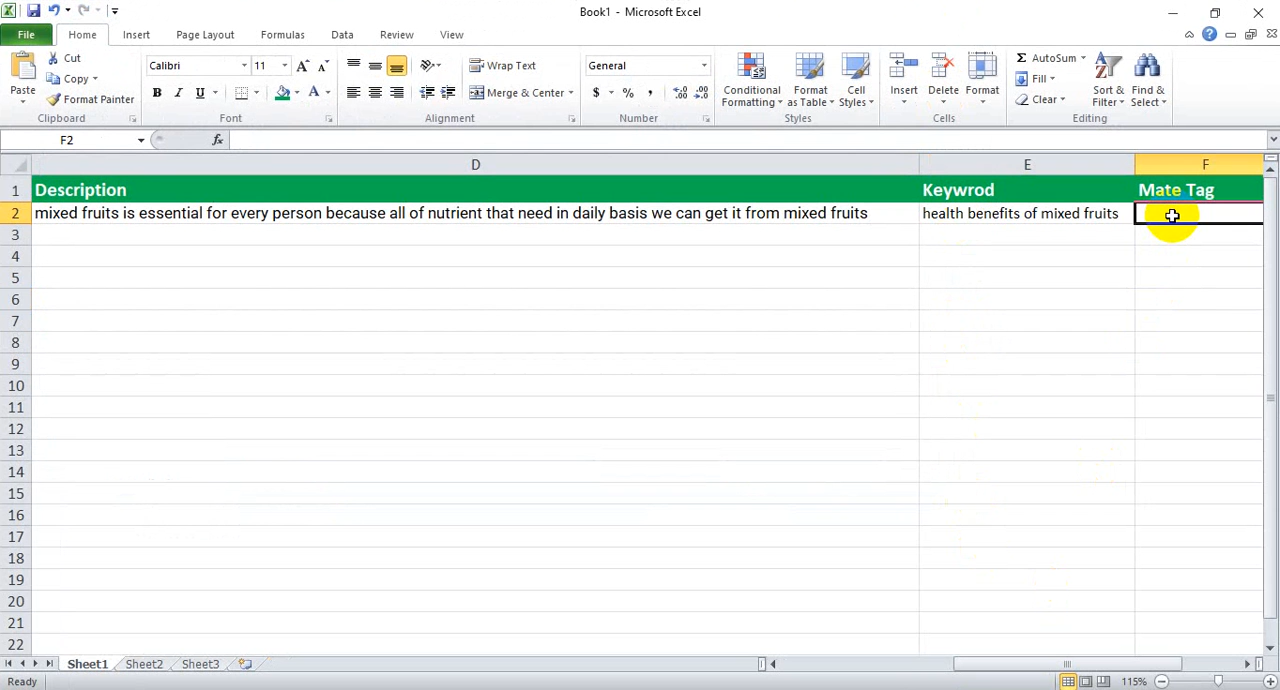 Book1 - Microsoft Excel
File Home Insert Page Layout Formulas Data Review View
Paste
Cut
Copy
Format Painter
Clipboard
Calibri 11
B I U
Font
Wrap Text
Merge & Center
Alignment
General
$ % ,
Number
Conditional Formatting
Format as Table
Cell Styles
Styles
Insert Delete Format
Cells
AutoSum
Fill
Clear
Sort & Filter
Find & Select
Editing
F2 fx
D E F
1 Description Keywrod Mate Tag
2 mixed fruits is essential for every person because all of nutrient that need in daily basis we can get it from mixed fruits health benefits of mixed fruits
3
4
5
6
7
8
9
10
11
12
13
14
15
16
17
18
19
20
21
22
Sheet1 Sheet2 Sheet3
Ready 115%